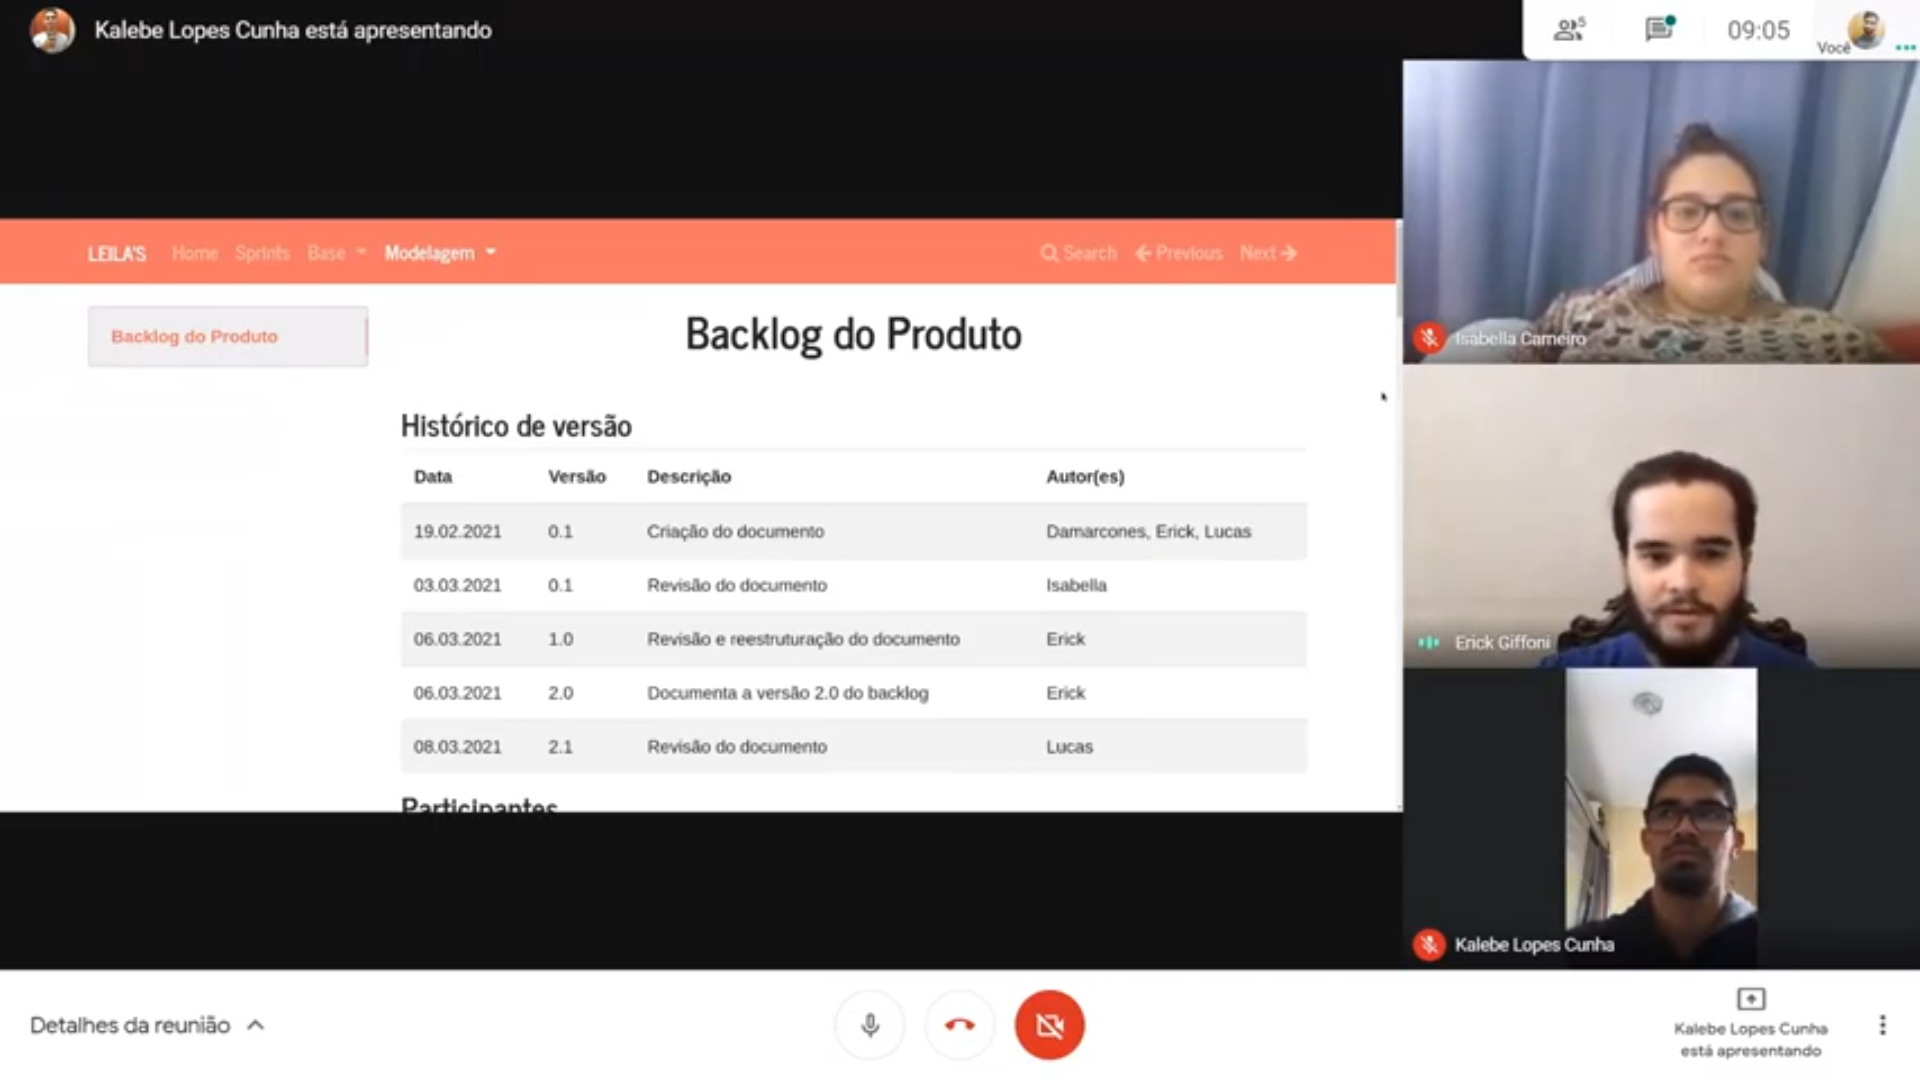 Kalebe Lopes Cunha está apresentando
5
09:05
Você
LEILA'S Home Sprints Base Modelagem Search Previous Next
Backlog do Produto
Backlog do Produto
Histórico de versão
Data Versão Descrição Autor(es)
19.02.2021 0.1 Criação do documento Damarcones, Erick, Lucas
03.03.2021 0.1 Revisão do documento Isabella
06.03.2021 1.0 Revisão e reestruturação do documento Erick
06.03.2021 2.0 Documenta a versão 2.0 do backlog Erick
08.03.2021 2.1 Revisão do documento Lucas
Participantes
Isabella Carneiro
Erick Giffoni
Kalebe Lopes Cunha
Detalhes da reunião
Kalebe Lopes Cunha
está apresentando